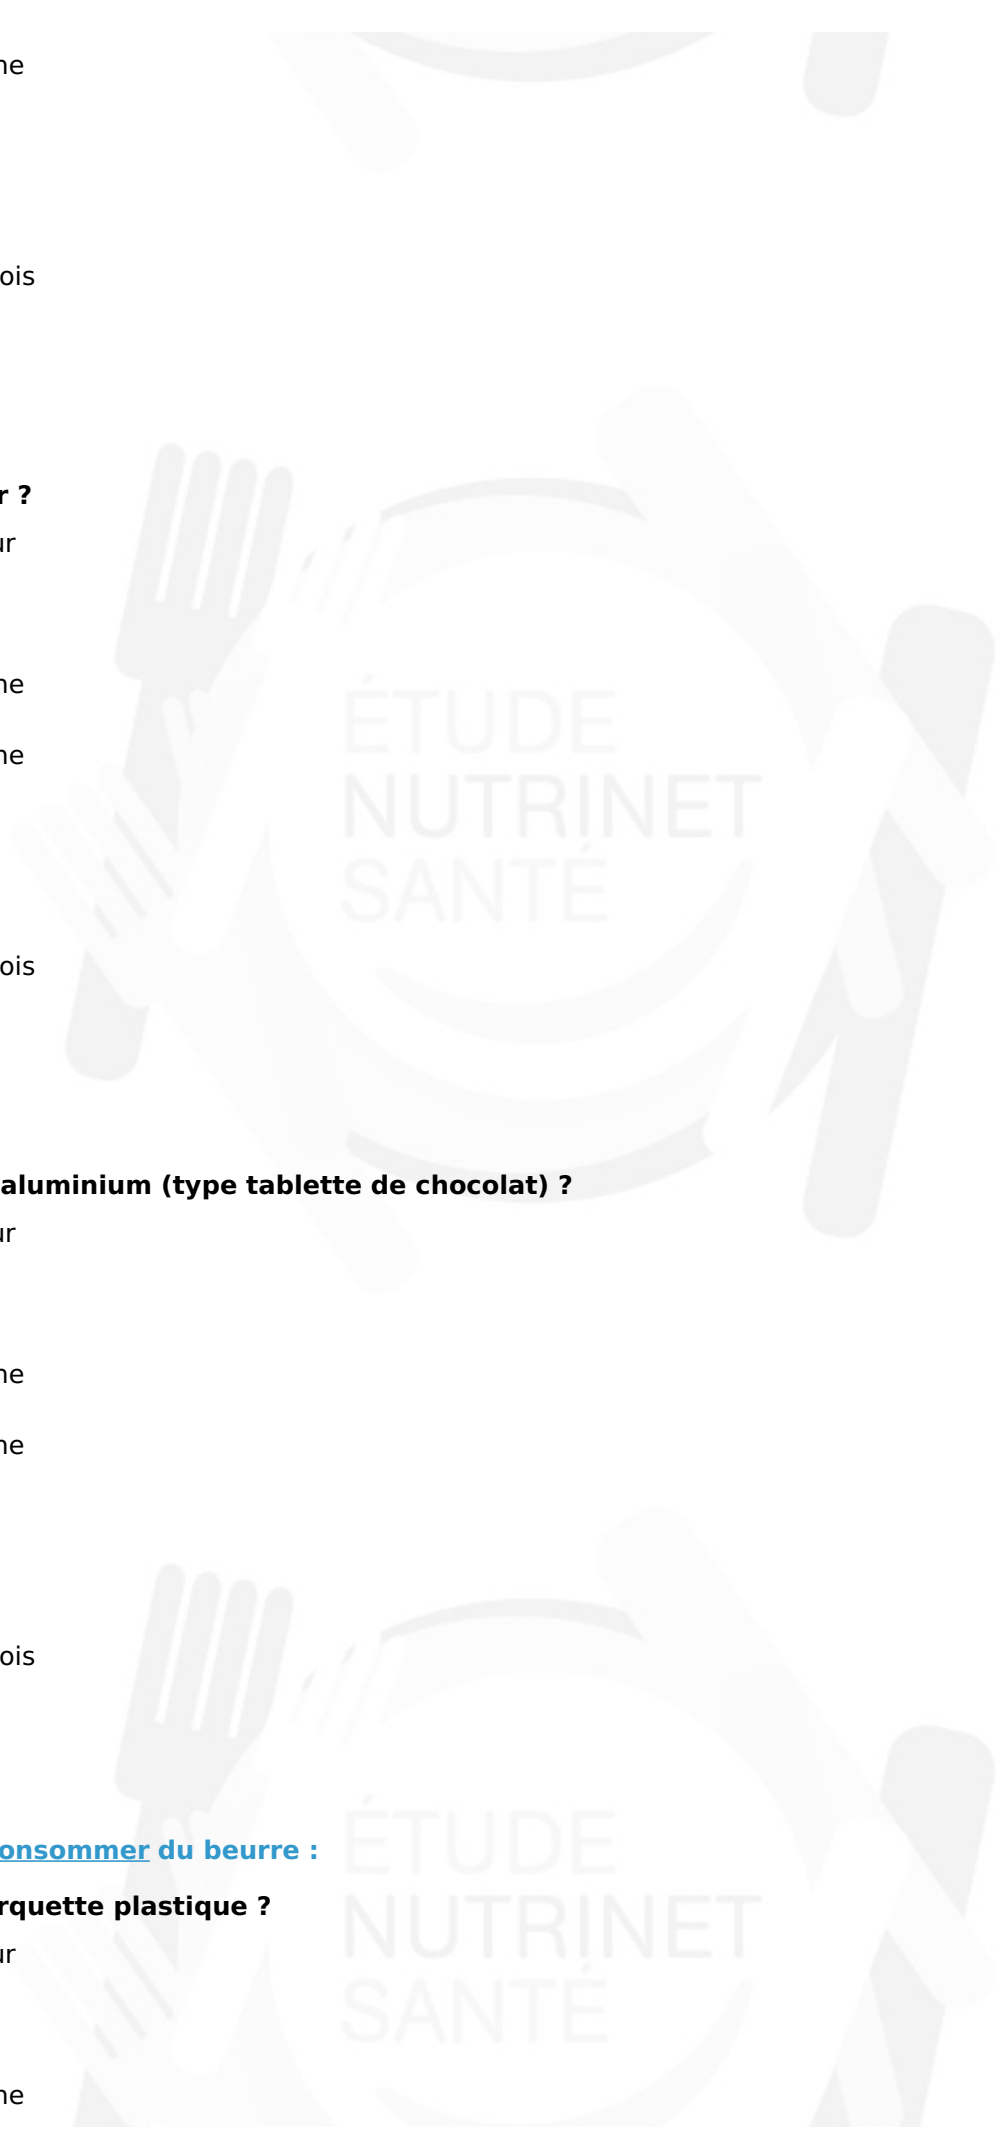 ne
ois
r ?
ur
ne
ÉTUDE
ne
NUTRINET
SANTÉ
ois
aluminium (type tablette de chocolat) ?
ur
ne
ne
ois
ÉTUDE
onsommer du beurre :
rquette plastique ?
NUTRINET
ur
SANTÉ
ne